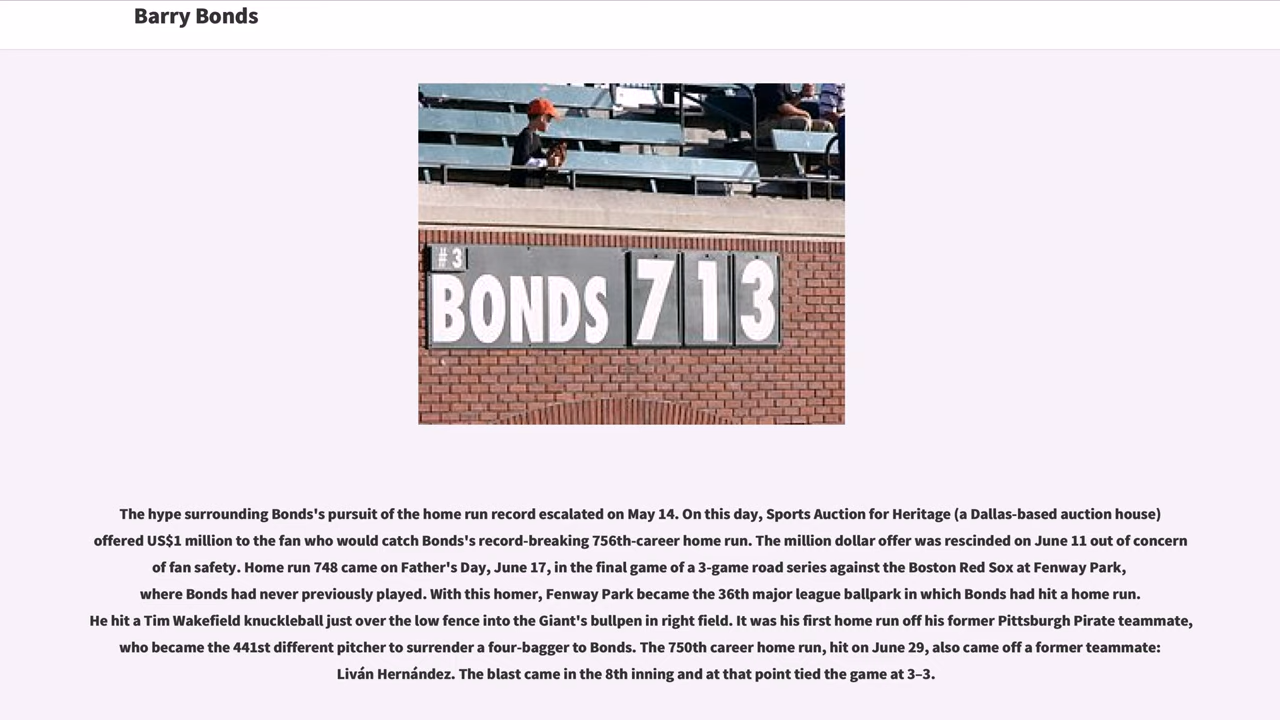 Barry Bonds
# 3
BONDS 713
The hype surrounding Bonds's pursuit of the home run record escalated on May 14. On this day, Sports Auction for Heritage (a Dallas-based auction house)
offered US$1 million to the fan who would catch Bonds's record-breaking 756th-career home run. The million dollar offer was rescinded on June 11 out of concern
of fan safety. Home run 748 came on Father's Day, June 17, in the final game of a 3-game road series against the Boston Red Sox at Fenway Park,
where Bonds had never previously played. With this homer, Fenway Park became the 36th major league ballpark in which Bonds had hit a home run.
He hit a Tim Wakefield knuckleball just over the low fence into the Giant's bullpen in right field. It was his first home run off his former Pittsburgh Pirate teammate,
who became the 441st different pitcher to surrender a four-bagger to Bonds. The 750th career home run, hit on June 29, also came off a former teammate:
Liván Hernández. The blast came in the 8th inning and at that point tied the game at 3–3.